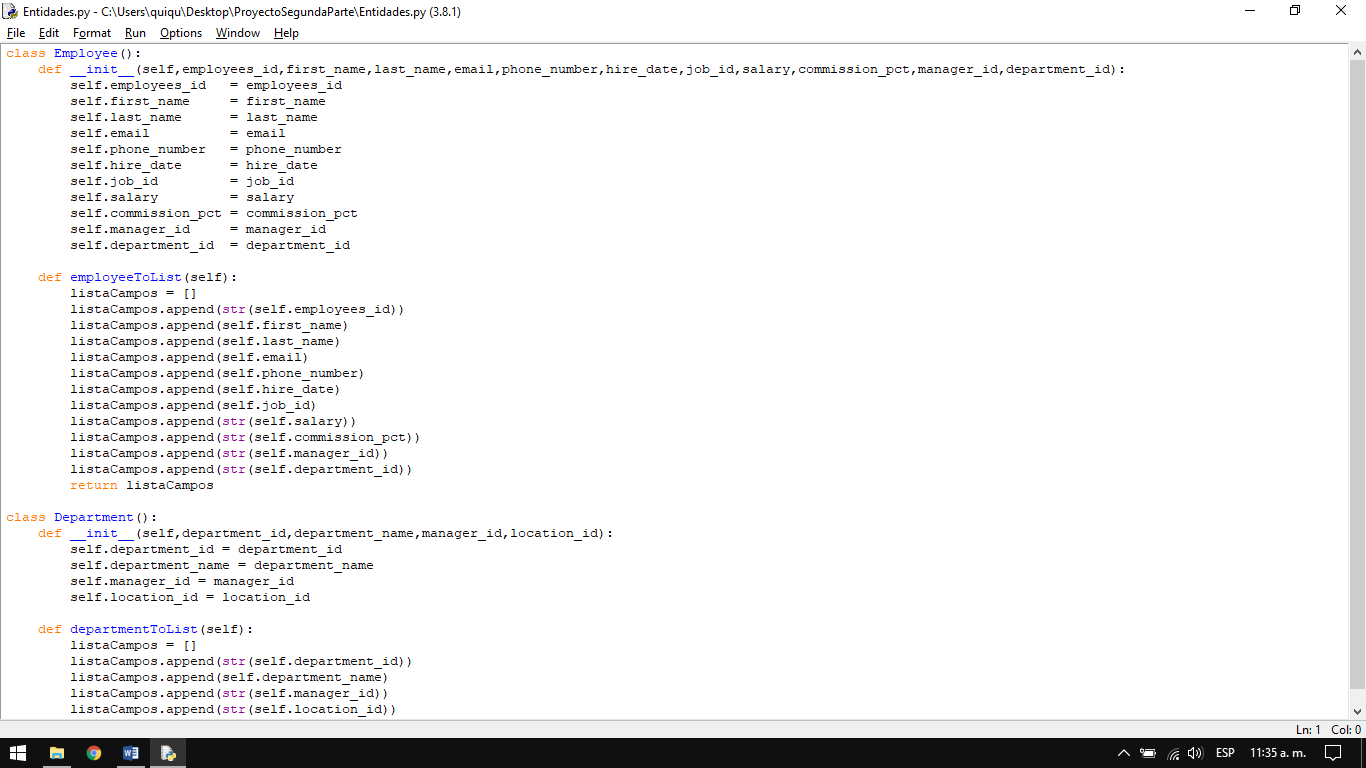 Entidades.py - C:\Users\quiqu\Desktop\ProyectoSegundaParte\Entidades.py (3.8.1)
File Edit Format Run Options Window Help
class Employee():
    def __init__(self,employees_id,first_name,last_name,email,phone_number,hire_date,job_id,salary,commission_pct,manager_id,department_id):
        self.employees_id   = employees_id
        self.first_name     = first_name
        self.last_name      = last_name
        self.email          = email
        self.phone_number   = phone_number
        self.hire_date      = hire_date
        self.job_id         = job_id
        self.salary         = salary
        self.commission_pct = commission_pct
        self.manager_id     = manager_id
        self.department_id  = department_id

    def employeeToList(self):
        listaCampos = []
        listaCampos.append(str(self.employees_id))
        listaCampos.append(self.first_name)
        listaCampos.append(self.last_name)
        listaCampos.append(self.email)
        listaCampos.append(self.phone_number)
        listaCampos.append(self.hire_date)
        listaCampos.append(self.job_id)
        listaCampos.append(str(self.salary))
        listaCampos.append(str(self.commission_pct))
        listaCampos.append(str(self.manager_id))
        listaCampos.append(str(self.department_id))
        return listaCampos

class Department():
    def __init__(self,department_id,department_name,manager_id,location_id):
        self.department_id = department_id
        self.department_name = department_name
        self.manager_id = manager_id
        self.location_id = location_id

    def departmentToList(self):
        listaCampos = []
        listaCampos.append(str(self.department_id))
        listaCampos.append(self.department_name)
        listaCampos.append(str(self.manager_id))
        listaCampos.append(str(self.location_id))
Ln: 1 Col: 0
ESP 11:35 a. m.